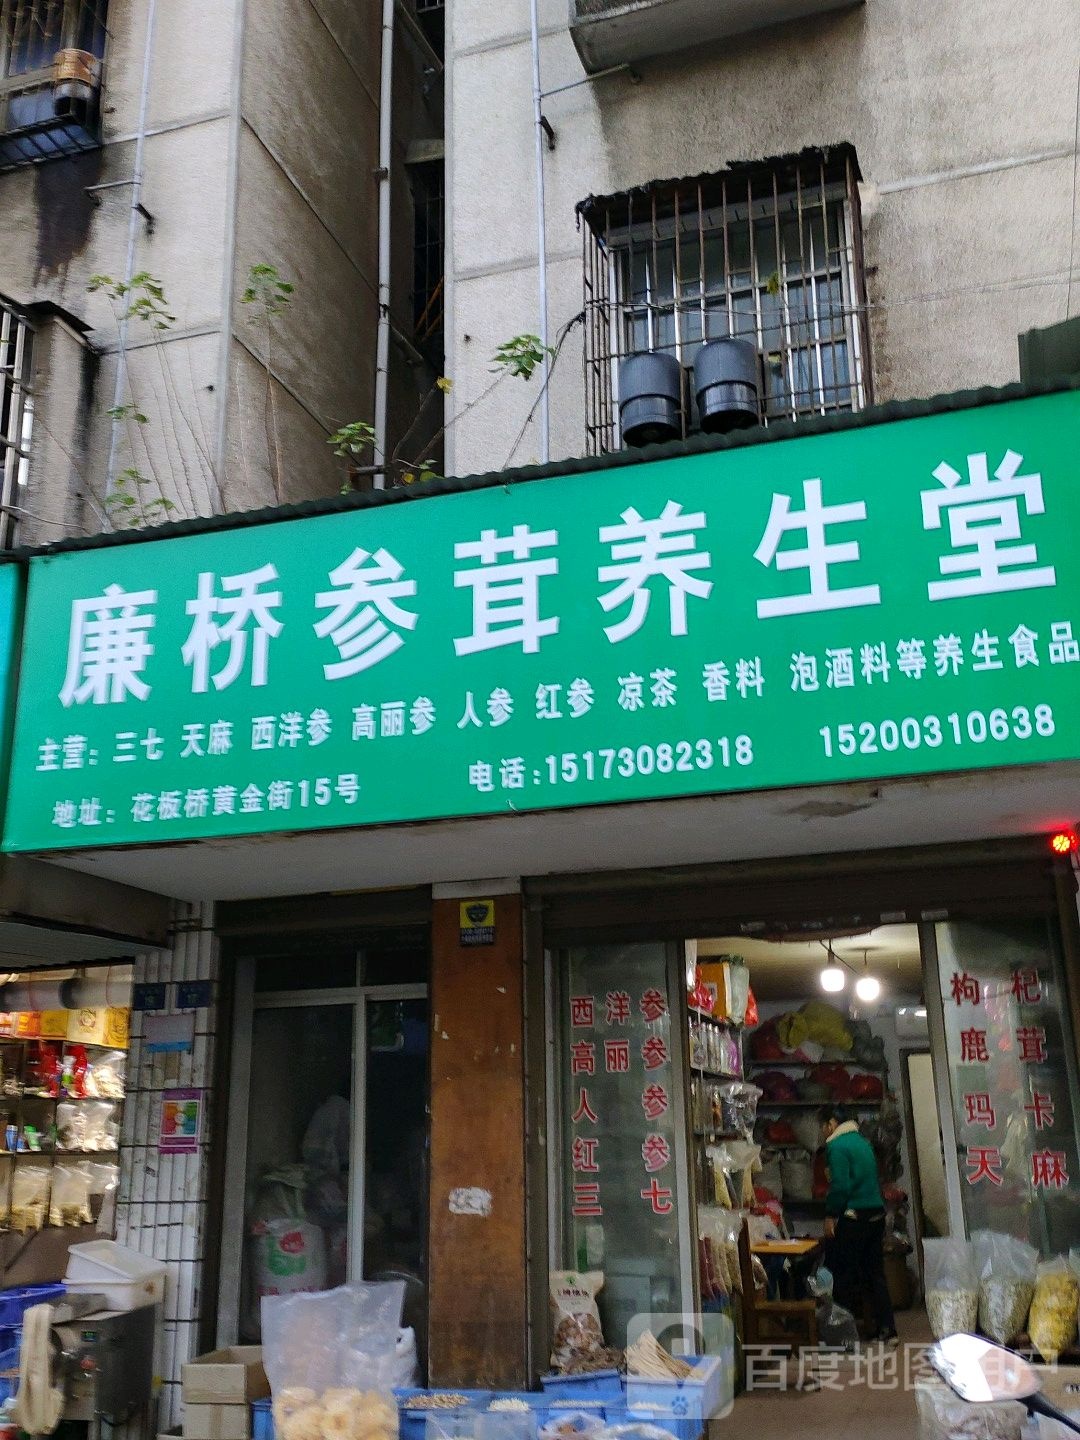 廉桥参茸养生堂
主营：三七 天麻 西洋参 高丽参 人参 红参 凉茶 香料 泡酒料等养生食品
地址：花板桥黄金街15号 电话：15173082318 15200310638
西洋参
高丽参
人参
红参
三七
枸杞
鹿茸
玛卡
天麻
百度地图用户